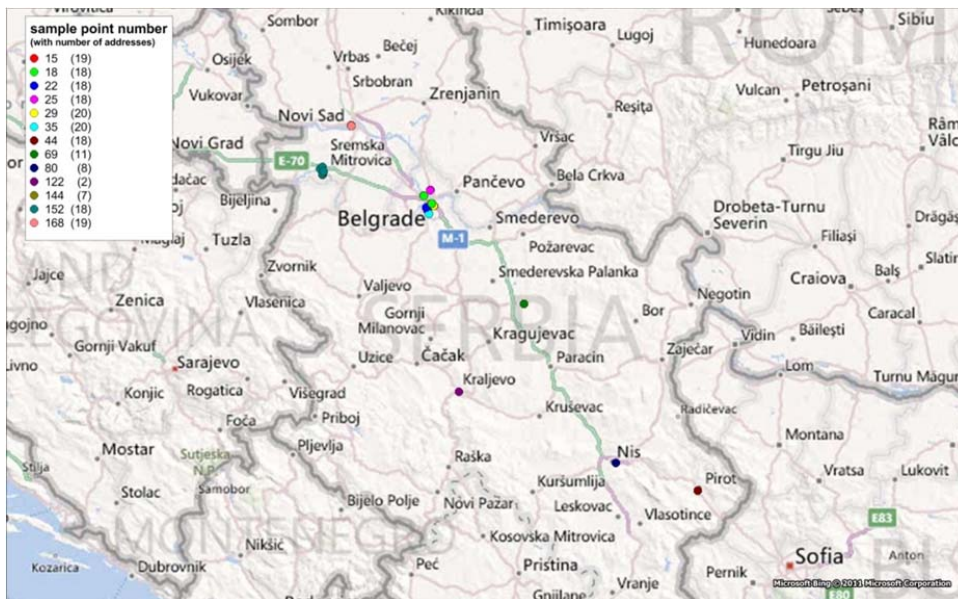 sample point number
(with number of addresses)
15 (19)
18 (18)
22 (18)
25 (18)
29 (20)
35 (20)
44 (18)
69 (11)
80 (8)
122 (2)
144 (7)
152 (18)
168 (19)
Sombor
Kikinda
Timişoara
Lugoj
Hunedoara
Sibiu
Osijek
Vrbas
Bečej
Srbobran
Petroşani
Vukovar
Zrenjanin
Reşiţa
Vulcan
Novi Sad
Novi Grad
Sremska
Mitrovica
Vršac
Tirgu Jiu
E-70
Pančevo
Bela Crkva
Bijeljina
Belgrade
Smederevo
Drobeta-Turnu
Severin
M-1
Požarevac
Filiaşi
Tuzla
Jajce
Zvornik
Smederevska Palanka
Craiova
Balş
Slatin
Zenica
Vlasenica
Valjevo
SERBIA
Bor
Negotin
Caracal
Gornji
Milanovac
Kragujevac
Vidin
Băileşti
Gornji Vakuf
Sarajevo
Uzice
Čačak
Paracin
Zaječar
Lom
Turnu Măgur
Livno
Konjic
Rogatica
Višegrad
Kraljevo
Foča
Priboj
Kruševac
Radičevac
Mostar
Sutjeska
N.P.
Pljevlja
Montana
Stolac
Samobor
Raška
Nis
Pirot
Vratsa
Lukovit
Bijelo Polje
Novi Pazar
Kuršumlija
Leskovac
Vlasotince
E83
MONTENEGRO
Nikšić
Kosovska Mitrovica
Sofia
Anton
Kozarica
Dubrovnik
Peć
Pristina
Vranje
Pernik
Gnjilane
E80
Microsoft Bing © 2011 Microsoft Corporation